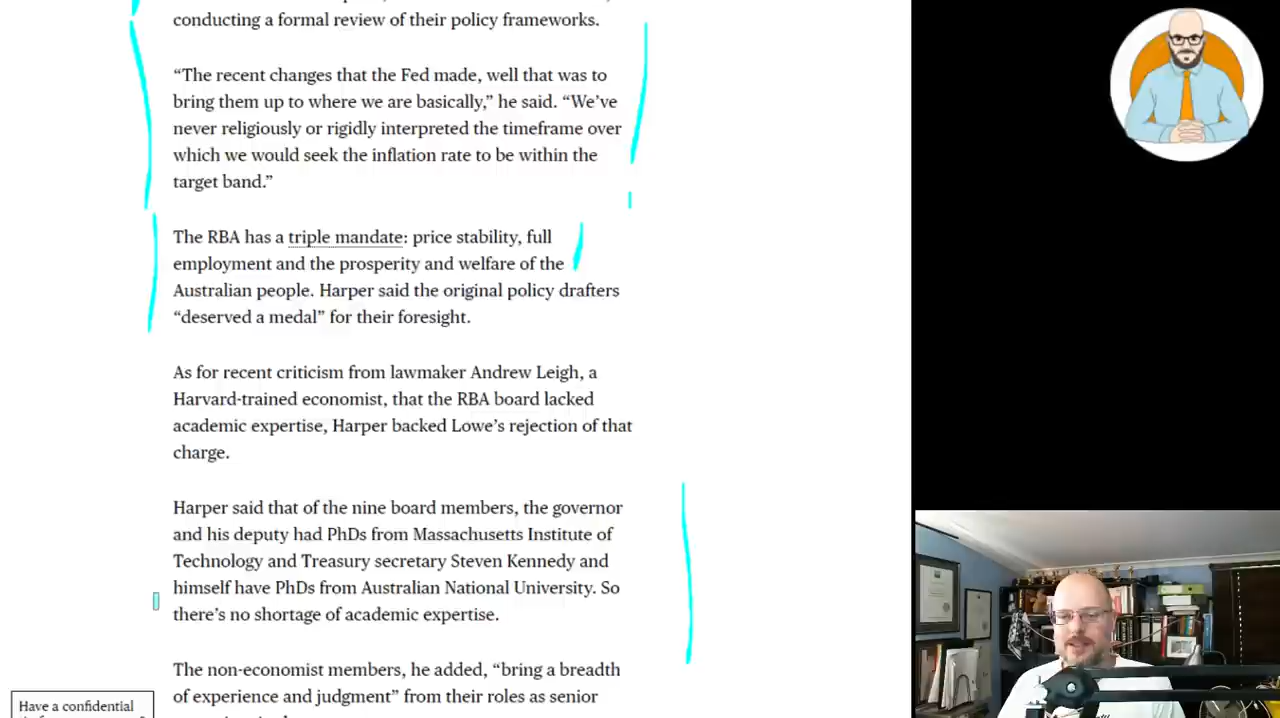 conducting a formal review of their policy frameworks.
“The recent changes that the Fed made, well that was to
bring them up to where we are basically,” he said. “We’ve
never religiously or rigidly interpreted the timeframe over
which we would seek the inflation rate to be within the
target band.”
The RBA has a triple mandate: price stability, full
employment and the prosperity and welfare of the
Australian people. Harper said the original policy drafters
“deserved a medal” for their foresight.
As for recent criticism from lawmaker Andrew Leigh, a
Harvard-trained economist, that the RBA board lacked
academic expertise, Harper backed Lowe’s rejection of that
charge.
Harper said that of the nine board members, the governor
and his deputy had PhDs from Massachusetts Institute of
Technology and Treasury secretary Steven Kennedy and
himself have PhDs from Australian National University. So
there’s no shortage of academic expertise.
The non-economist members, he added, “bring a breadth
of experience and judgment” from their roles as senior
Have a confidential